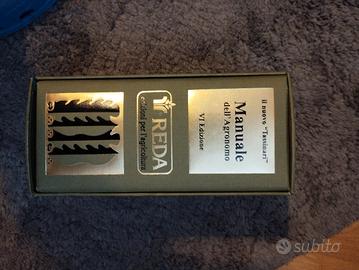 il nuovo "Tassinari"
Manuale
dell'Agronomo
VI Edizione
REDA
edizioni per l'agricoltura
subito